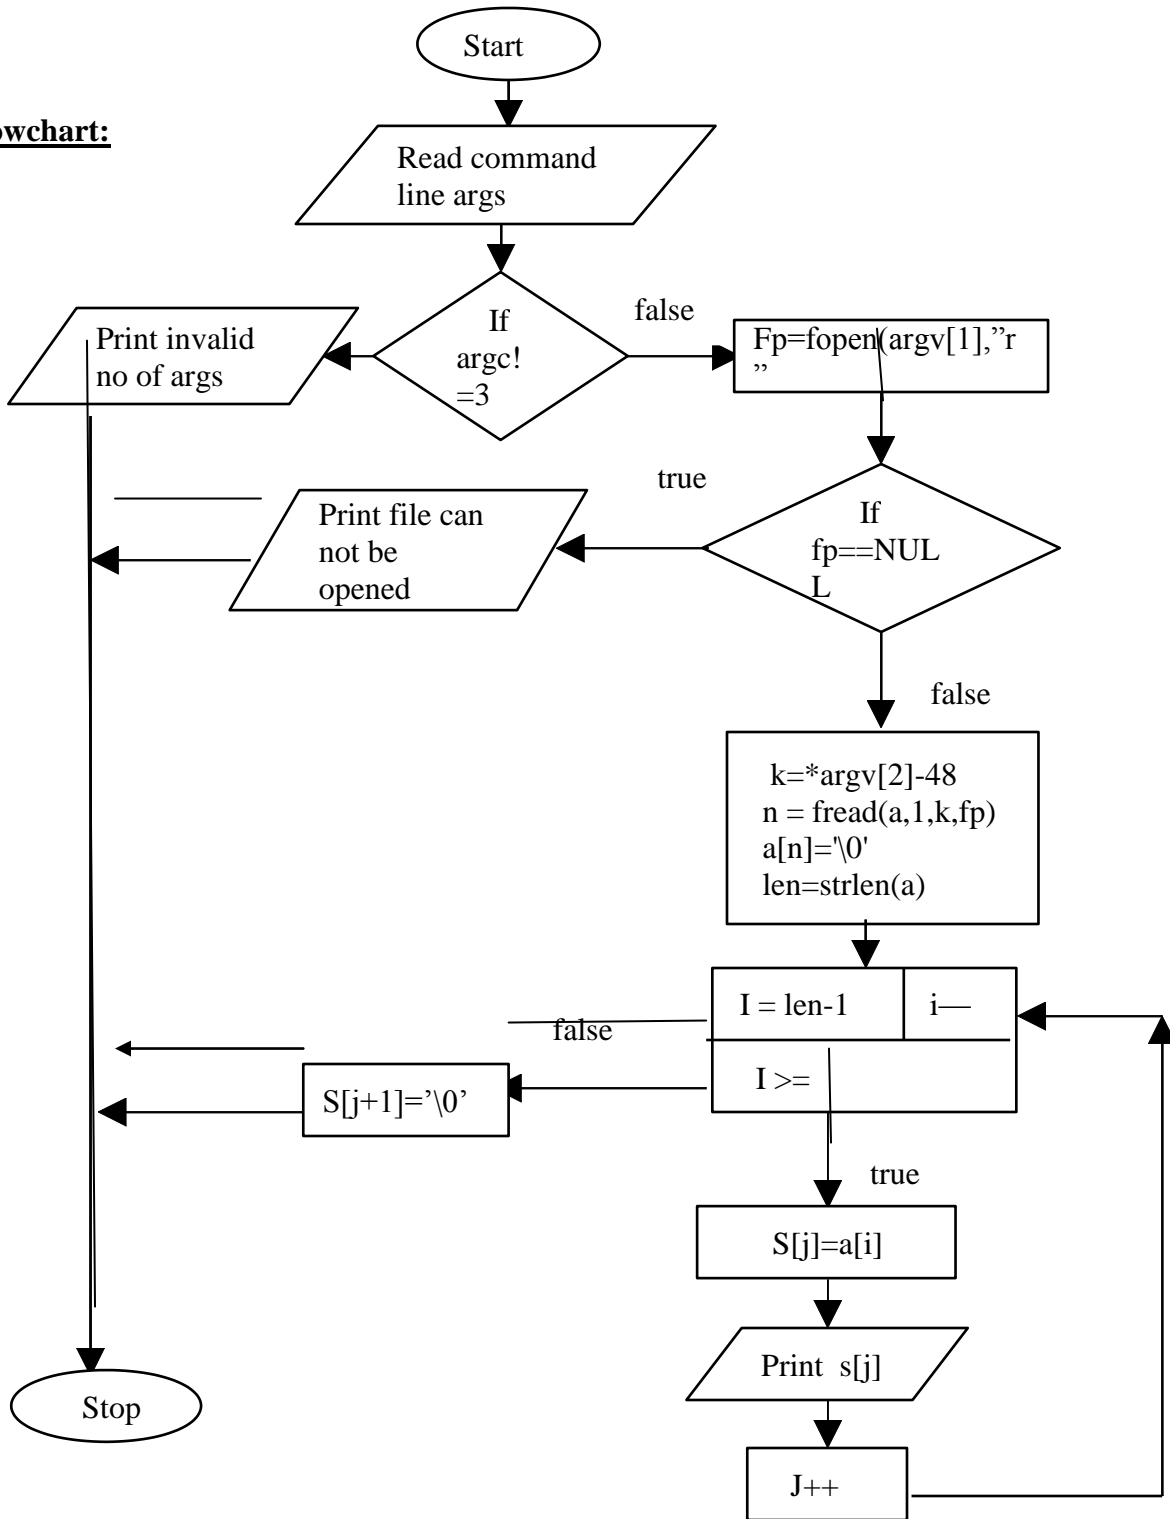 Start
owchart:
Read command
line args
If
argc!
=3
false
Print invalid
no of args
Fp=fopen(argv[1],”r
”
true
Print file can
not be
opened
If
fp==NUL
L
false
k=*argv[2]-48
n = fread(a,1,k,fp)
a[n]='\0'
len=strlen(a)
I = len-1
i—
false
I >=
S[j+1]=’\0’
true
S[j]=a[i]
Print  s[j]
Stop
J++